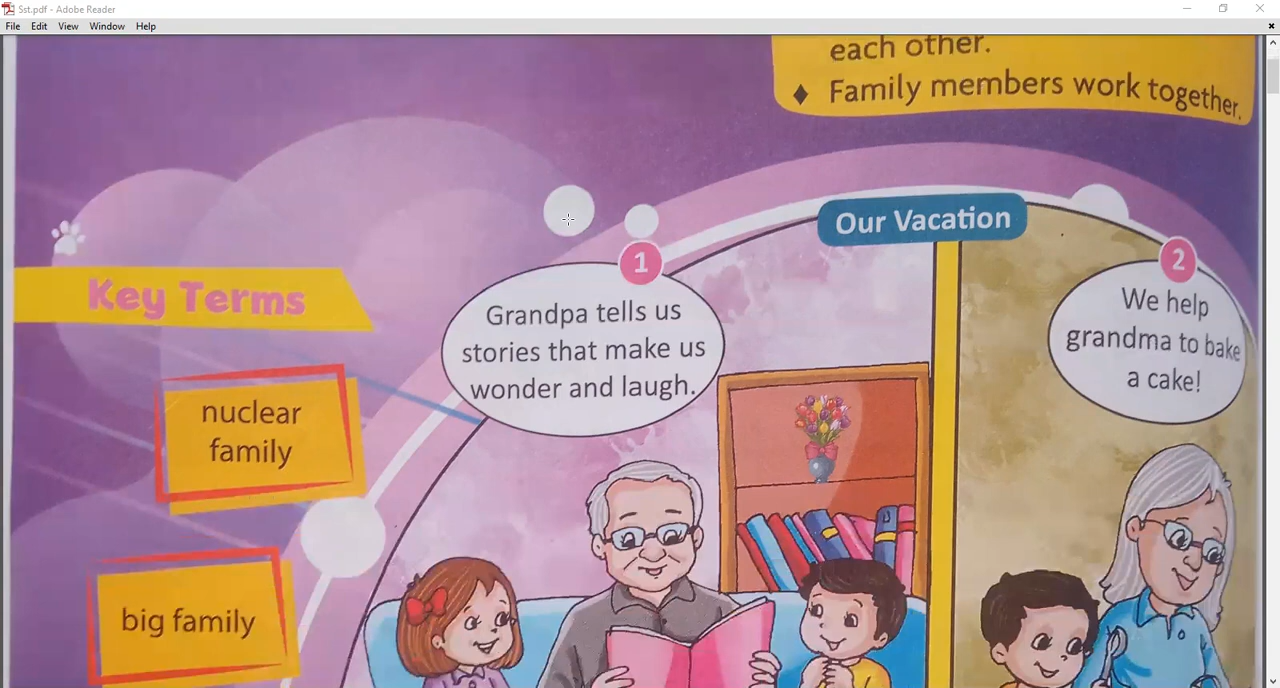 Sst.pdf - Adobe Reader
File Edit View Window Help
each other.
♦ Family members work together.
Our Vacation
1
Grandpa tells us
stories that make us
wonder and laugh.
2
We help
grandma to bake
a cake!
Key Terms
nuclear
family
big family